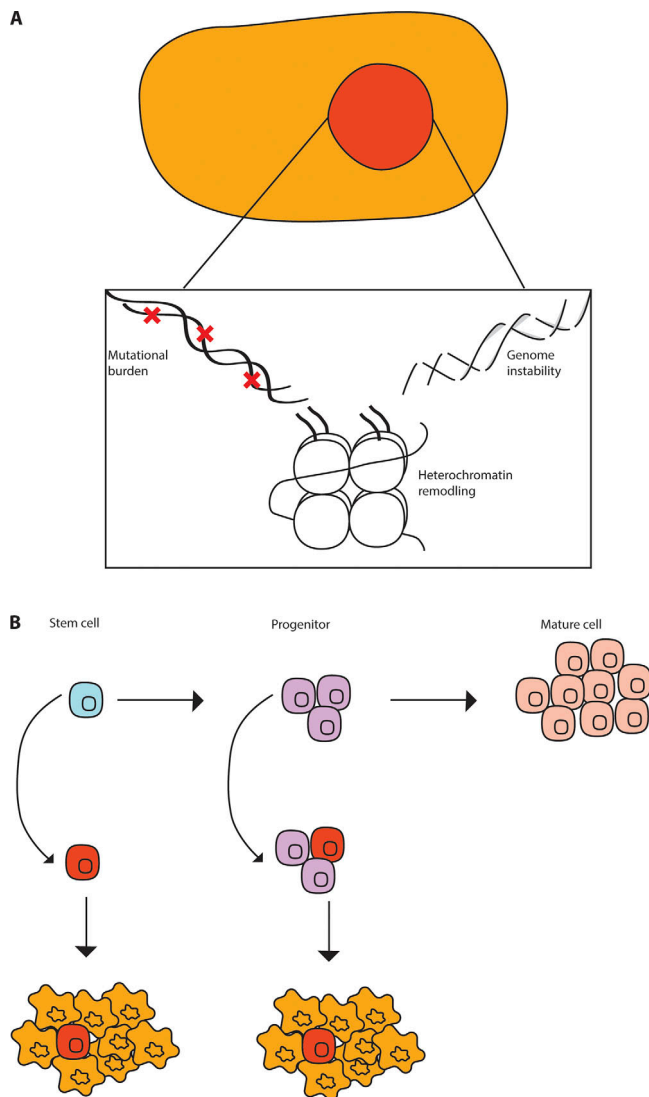 A
Mutational
burden
Genome
instability
Heterochromatin
remodling
B
Stem cell
Progenitor
Mature cell